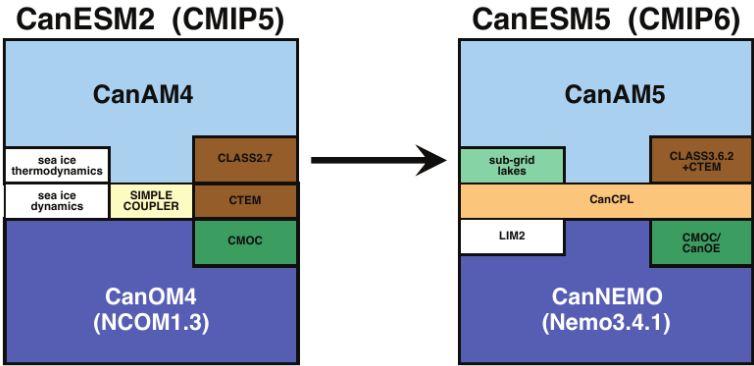 CanESM2 (CMIP5)
CanESM5 (CMIP6)
CanAM4
CanAM5
sea ice
thermodynamics
CLASS2.7
sub-grid
lakes
CLASS3.6.2
+CTEM
sea ice
dynamics
SIMPLE
COUPLER
CTEM
CanCPL
CMOC
LIM2
CMOC/
CanOE
CanOM4
(NCOM1.3)
CanNEMO
(Nemo3.4.1)